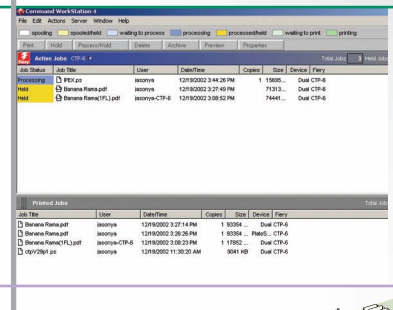 Command WorkStation 4
File Edit Actions Server Window Help
spooling spooled/held waiting to process processing processed/held waiting to print printing
Print Hold Process/Hold Delete Archive Preview Properties
Active Jobs CTP-6 Total Jobs 3 Held Jobs
Job Status Job Title User Date/Time Copies Size Device Fiery
Processing IPEX.ps jasonya 12/19/2002 3:44:26 PM 1 15695... Dual CTP-6
Held Banana Rama.pdf jasonya 12/19/2002 3:27:49 PM 71313... Dual CTP-6
Held Banana Rama(1FL).pdf jasonya-CTP-6 12/19/2002 3:08:52 PM 74441... Dual CTP-6
Printed Jobs Total Jobs
Job Title User Date/Time Copies Size Device Fiery
Banana Rama.pdf jasonya 12/19/2002 3:27:14 PM 1 93354 ... Dual CTP-6
Banana Rama.pdf jasonya 12/19/2002 3:26:26 PM 1 93354 ... PlateS... CTP-6
Banana Rama(1FL).pdf jasonya-CTP-6 12/19/2002 3:08:23 PM 1 17852 ... Dual CTP-6
ctpV29p1.ps jasonya 12/19/2002 11:30:20 AM 9041 KB Dual CTP-6